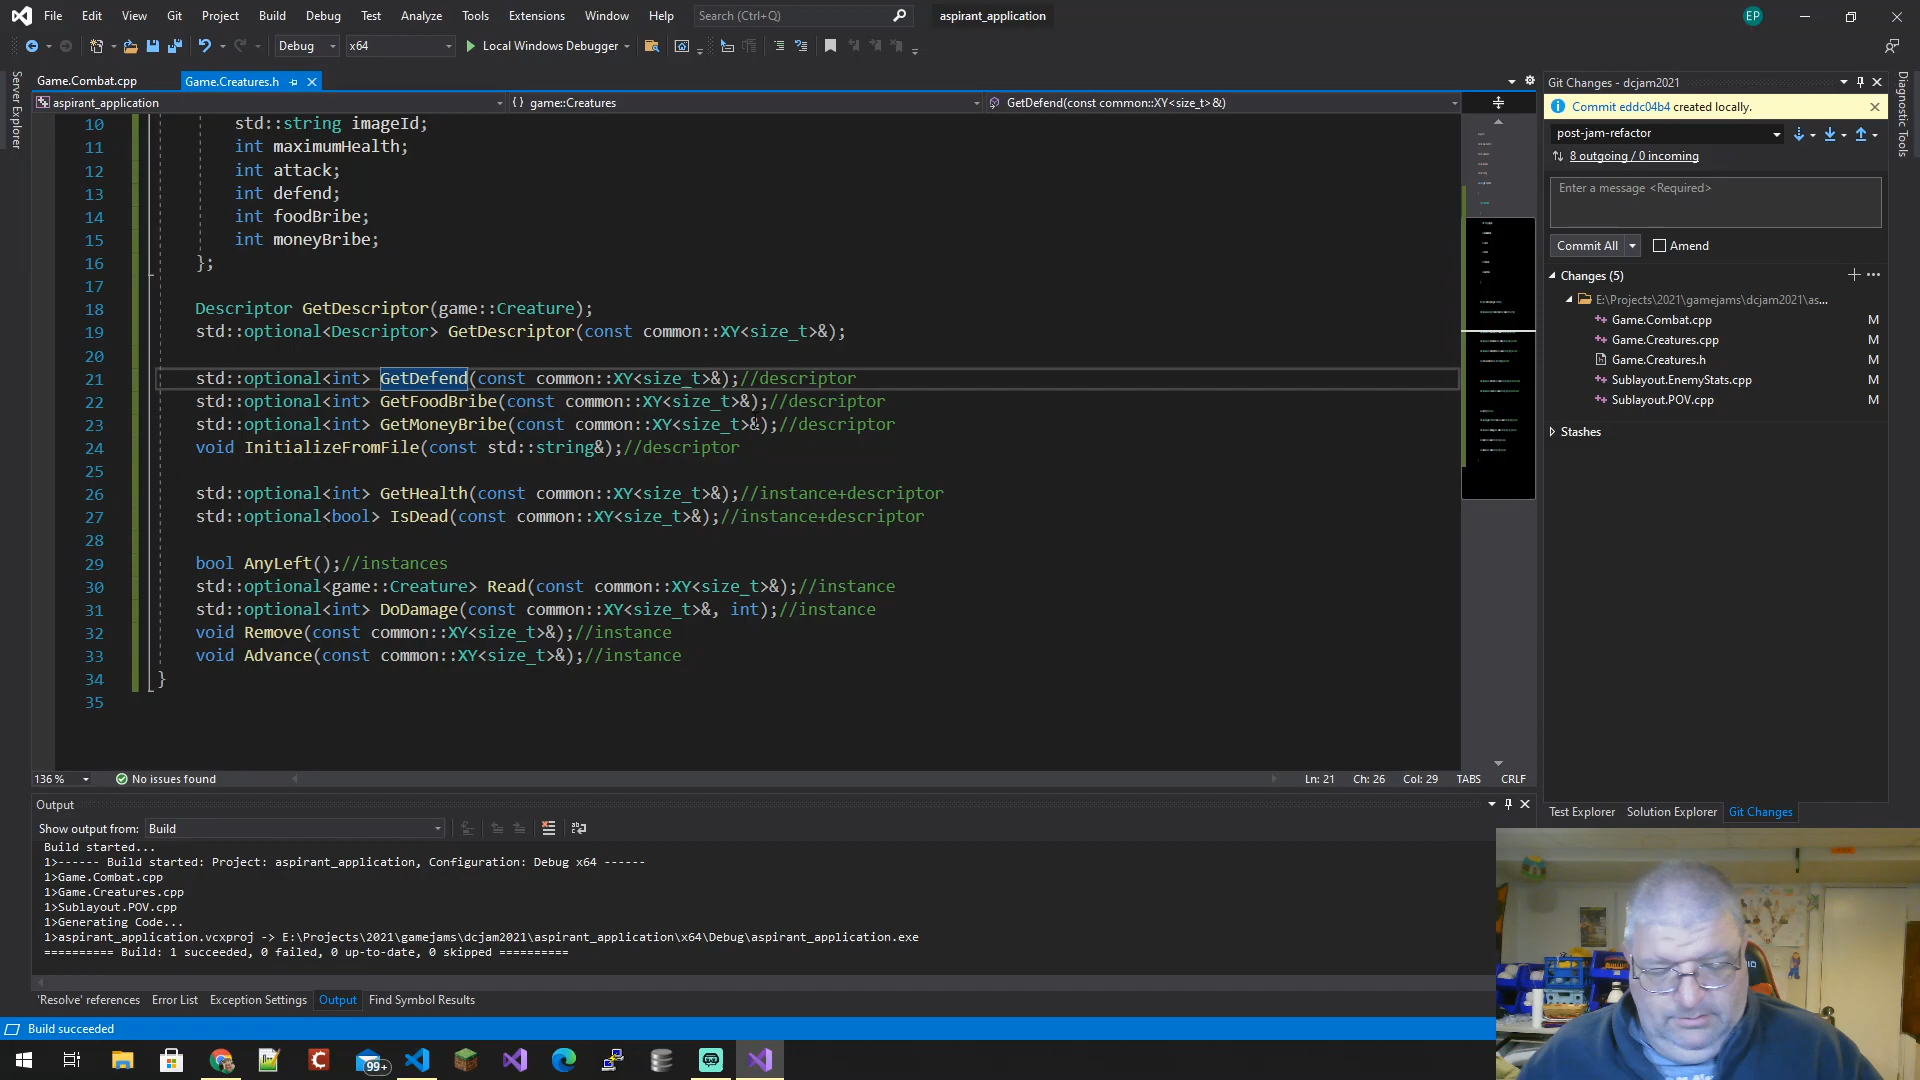 File Edit View Git Project Build Debug Test Analyze Tools Extensions Window Help Search (Ctrl+Q) aspirant_application EP
Debug x64 Local Windows Debugger
Server Explorer
Game.Combat.cpp Game.Creatures.h
aspirant_application {} game::Creatures GetDefend(const common::XY<size_t>&)
10 std::string imageId;
11 int maximumHealth;
12 int attack;
13 int defend;
14 int foodBribe;
15 int moneyBribe;
16 };
17
18 Descriptor GetDescriptor(game::Creature);
19 std::optional<Descriptor> GetDescriptor(const common::XY<size_t>&);
20
21 std::optional<int> GetDefend(const common::XY<size_t>&);//descriptor
22 std::optional<int> GetFoodBribe(const common::XY<size_t>&);//descriptor
23 std::optional<int> GetMoneyBribe(const common::XY<size_t>&);//descriptor
24 void InitializeFromFile(const std::string&);//descriptor
25
26 std::optional<int> GetHealth(const common::XY<size_t>&);//instance+descriptor
27 std::optional<bool> IsDead(const common::XY<size_t>&);//instance+descriptor
28
29 bool AnyLeft();//instances
30 std::optional<game::Creature> Read(const common::XY<size_t>&);//instance
31 std::optional<int> DoDamage(const common::XY<size_t>&, int);//instance
32 void Remove(const common::XY<size_t>&);//instance
33 void Advance(const common::XY<size_t>&);//instance
34 }
35
136 % No issues found Ln: 21 Ch: 26 Col: 29 TABS CRLF
Output
Show output from: Build
Build started...
1>------ Build started: Project: aspirant_application, Configuration: Debug x64 ------
1>Game.Combat.cpp
1>Game.Creatures.cpp
1>Sublayout.POV.cpp
1>Generating Code...
1>aspirant_application.vcxproj -> E:\Projects\2021\gamejams\dcjam2021\aspirant_application\x64\Debug\aspirant_application.exe
========== Build: 1 succeeded, 0 failed, 0 up-to-date, 0 skipped ==========
'Resolve' references Error List Exception Settings Output Find Symbol Results
Build succeeded
99+
Git Changes - dcjam2021
Commit eddc04b4 created locally.
post-jam-refactor
8 outgoing / 0 incoming
Enter a message <Required>
Commit All Amend
Changes (5)
E:\Projects\2021\gamejams\dcjam2021\as...
Game.Combat.cpp M
Game.Creatures.cpp M
Game.Creatures.h M
Sublayout.EnemyStats.cpp M
Sublayout.POV.cpp M
Stashes
Test Explorer Solution Explorer Git Changes
Diagnostic Tools